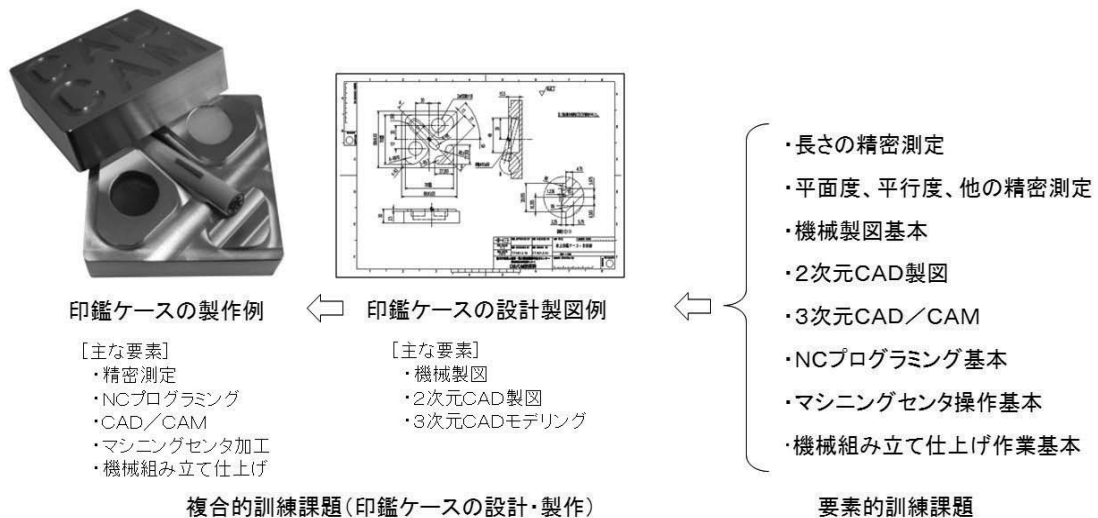 CAD
CAM
印鑑ケースの製作例
[主な要素]
・精密測定
・NCプログラミング
・CAD／CAM
・マシニングセンタ加工
・機械組み立て仕上げ
印鑑ケースの設計製図例
[主な要素]
・機械製図
・2次元CAD製図
・3次元CADモデリング
・長さの精密測定
・平面度、平行度、他の精密測定
・機械製図基本
・2次元CAD製図
・3次元CAD／CAM
・NCプログラミング基本
・マシニングセンタ操作基本
・機械組み立て仕上げ作業基本
複合的訓練課題(印鑑ケースの設計・製作)
要素的訓練課題